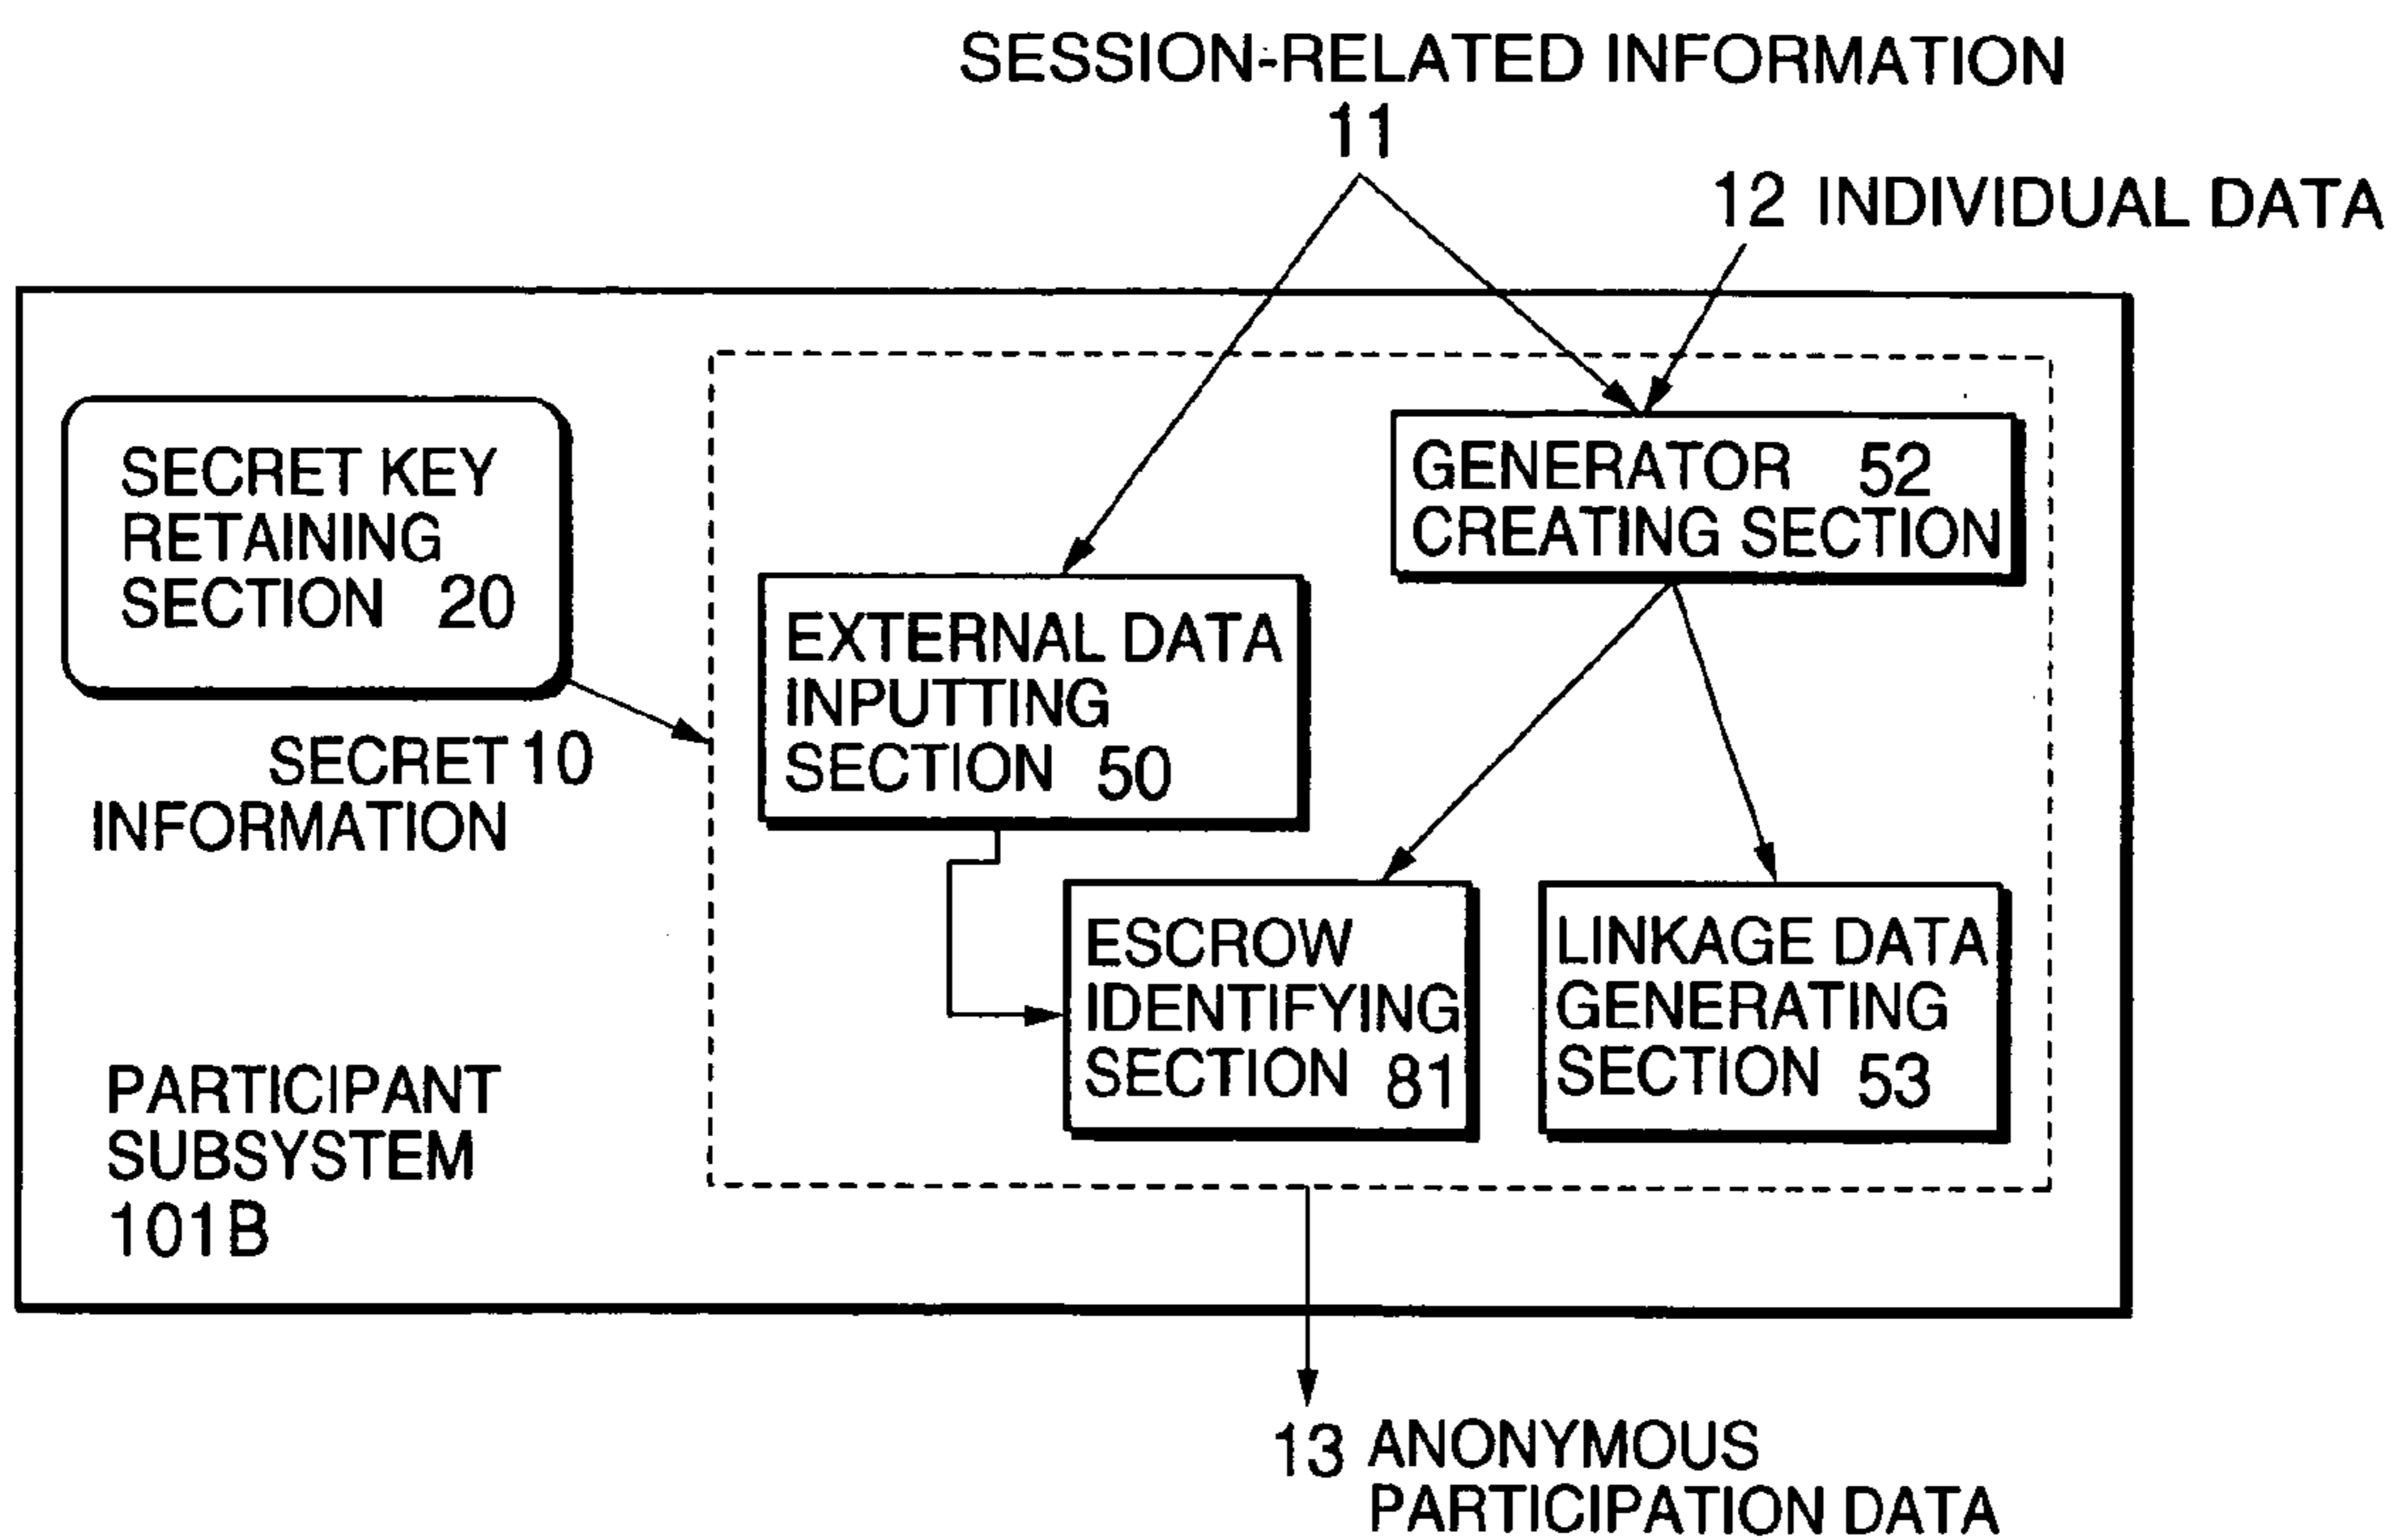 SESSION-RELATED INFORMATION
11
12 INDIVIDUAL DATA
SECRET KEY
RETAINING
SECTION 20
GENERATOR 52
CREATING SECTION
EXTERNAL DATA
INPUTTING
SECTION 50
SECRET 10
INFORMATION
ESCROW
IDENTIFYING
SECTION 81
LINKAGE DATA
GENERATING
SECTION 53
PARTICIPANT
SUBSYSTEM
101B
13 ANONYMOUS
PARTICIPATION DATA